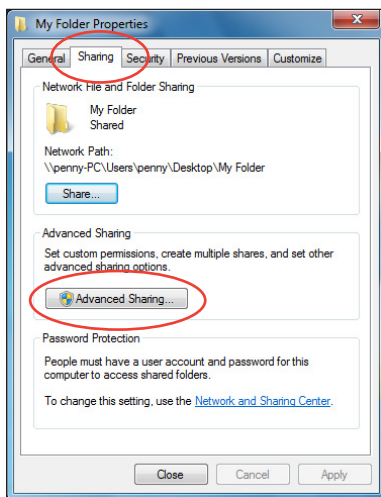 My Folder Properties
General Sharing Security Previous Versions Customize
Network File and Folder Sharing
My Folder
Shared
Network Path:
\\penny-PC\Users\penny\Desktop\My Folder
Share...
Advanced Sharing
Set custom permissions, create multiple shares, and set other
advanced sharing options.
Advanced Sharing...
Password Protection
People must have a user account and password for this
computer to access shared folders.
To change this setting, use the Network and Sharing Center.
Close Cancel Apply